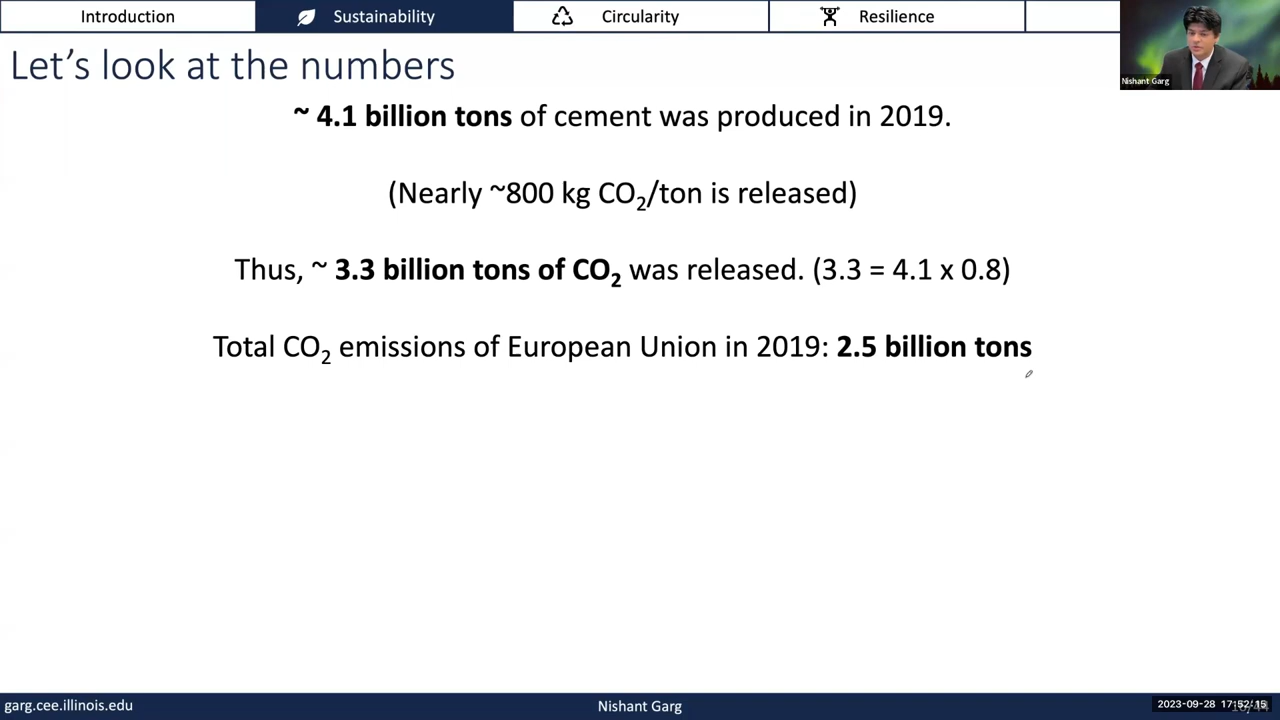 Introduction
Sustainability
Circularity
Resilience
Let's look at the numbers
Nishant Garg
~ 4.1 billion tons of cement was produced in 2019.
(Nearly ~800 kg CO₂/ton is released)
Thus, ~ 3.3 billion tons of CO₂ was released. (3.3 = 4.1 x 0.8)
Total CO₂ emissions of European Union in 2019: 2.5 billion tons
garg.cee.illinois.edu
Nishant Garg
2023-09-28 17:52:15